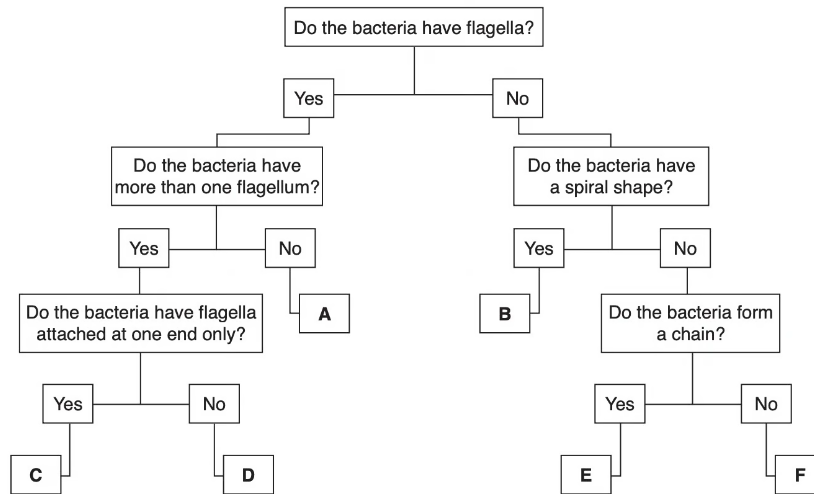 Do the bacteria have flagella?
Yes
No
Do the bacteria have
more than one flagellum?
Do the bacteria have
a spiral shape?
Yes
No
Yes
No
Do the bacteria have flagella
attached at one end only?
A
B
Do the bacteria form
a chain?
Yes
No
Yes
No
C
D
E
F